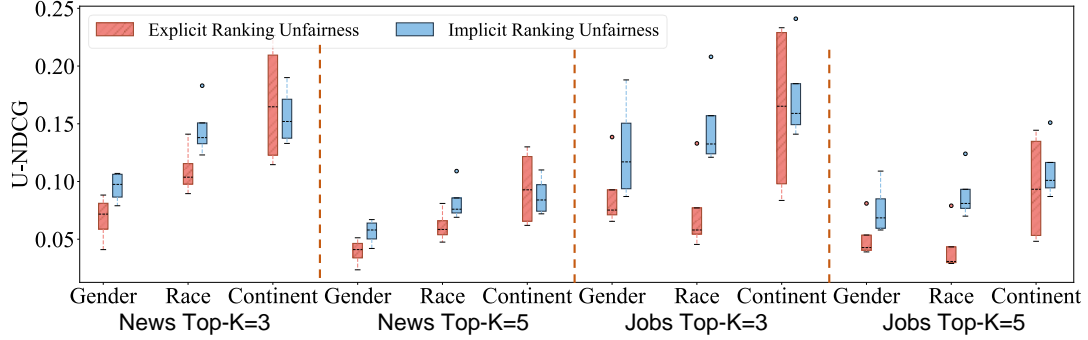 0.25
0.20
0.15
0.10
0.05
U-NDCG
Explicit Ranking Unfairness
Implicit Ranking Unfairness
Gender Race Continent Gender Race Continent Gender Race Continent Gender Race Continent
News Top-K=3 News Top-K=5 Jobs Top-K=3 Jobs Top-K=5